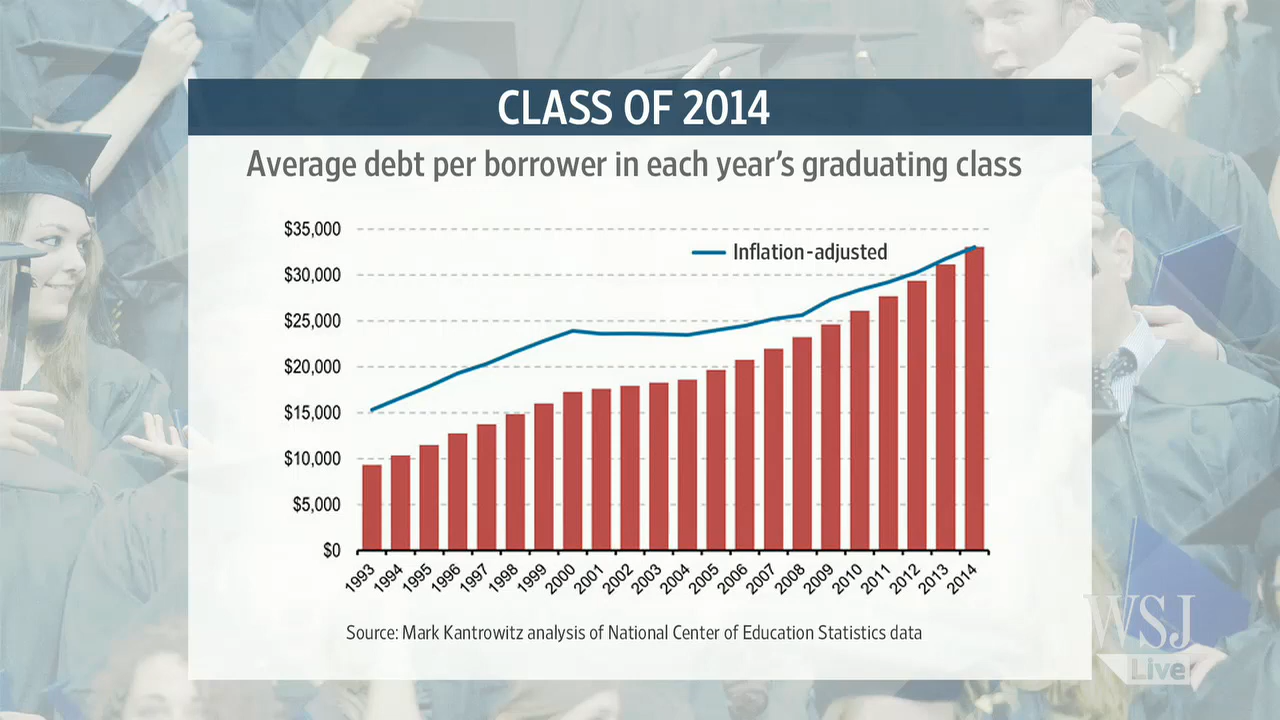 CLASS OF 2014
Average debt per borrower in each year's graduating class
$35,000
Inflation-adjusted
$30,000
$25,000
$20,000
$15,000
$10,000
$5,000
$0
1993 1994 1995 1996 1997 1998 1999 2000 2001 2002 2003 2004 2005 2006 2007 2008 2009 2010 2011 2012 2013 2014
Source: Mark Kantrowitz analysis of National Center of Education Statistics data
WSJ
Live